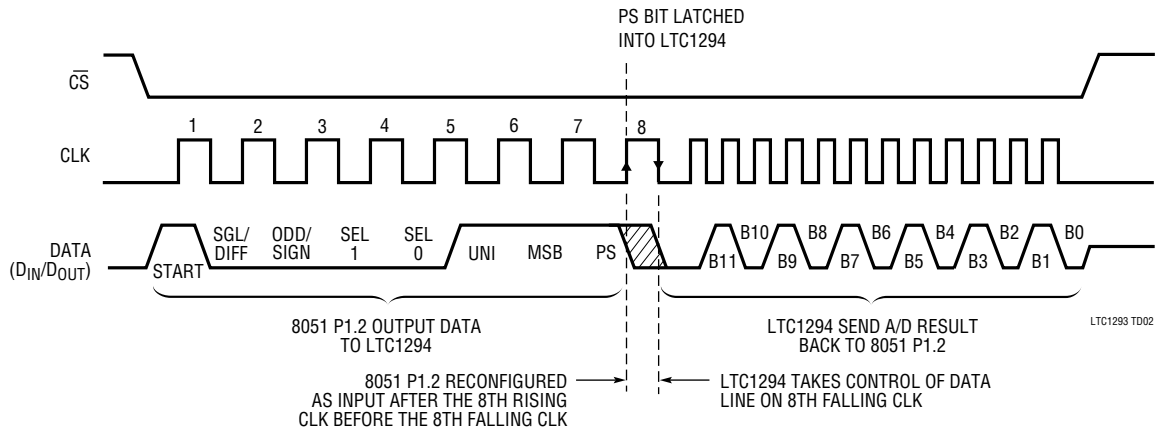 PS BIT LATCHED
INTO LTC1294
CS
1 2 3 4 5 6 7 8
CLK
DATA
(DIN/DOUT)
START
SGL/
DIFF
ODD/
SIGN
SEL
1
SEL
0
UNI
MSB
PS
B11
B10
B9
B8
B7
B6
B5
B4
B3
B2
B1
B0
8051 P1.2 OUTPUT DATA
TO LTC1294
LTC1294 SEND A/D RESULT
BACK TO 8051 P1.2
LTC1293 TD02
8051 P1.2 RECONFIGURED
AS INPUT AFTER THE 8TH RISING
CLK BEFORE THE 8TH FALLING CLK
LTC1294 TAKES CONTROL OF DATA
LINE ON 8TH FALLING CLK